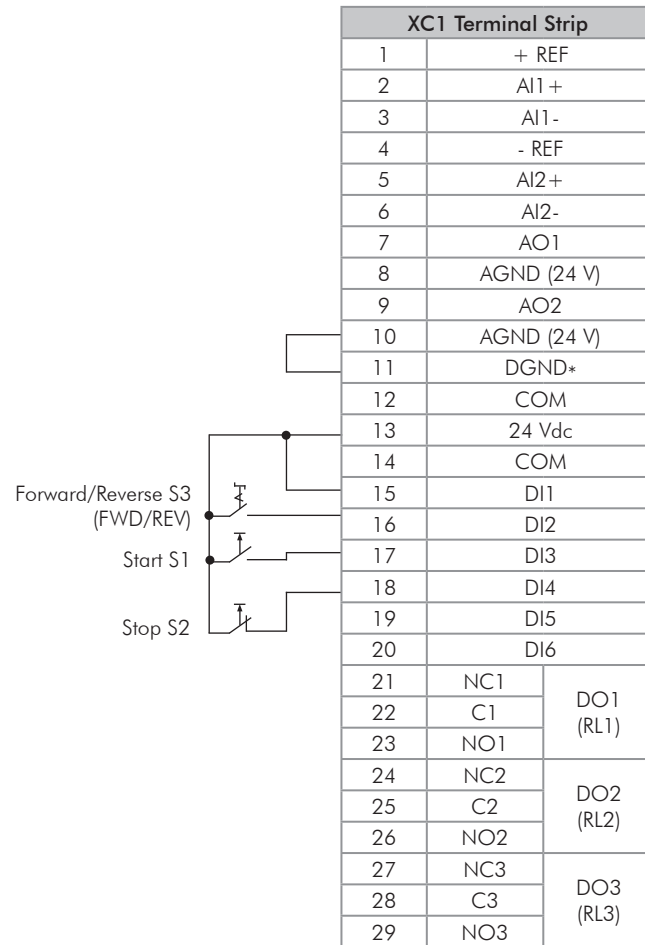 XC1 Terminal Strip
1 + REF
2 AI1+
3 AI1-
4 - REF
5 AI2+
6 AI2-
7 AO1
8 AGND (24 V)
9 AO2
10 AGND (24 V)
11 DGND*
12 COM
13 24 Vdc
14 COM
Forward/Reverse S3
(FWD/REV)
15 DI1
16 DI2
Start S1
17 DI3
18 DI4
Stop S2
19 DI5
20 DI6
21 NC1
22 C1
23 NO1
DO1
(RL1)
24 NC2
25 C2
26 NO2
DO2
(RL2)
27 NC3
28 C3
29 NO3
DO3
(RL3)